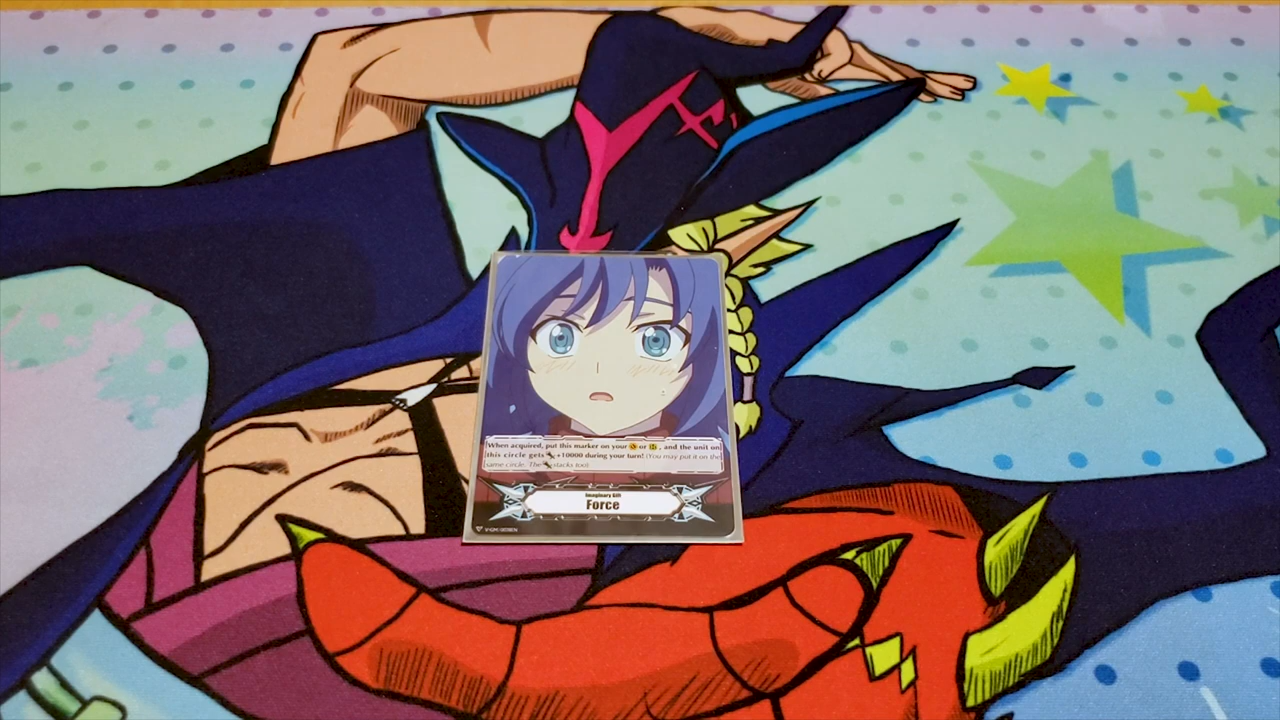 When acquired, put this marker on your or , and the unit on
this circle gets +10000 during your turn! (You may put it on the
same circle. The stacks too).
Imaginary Gift
Force